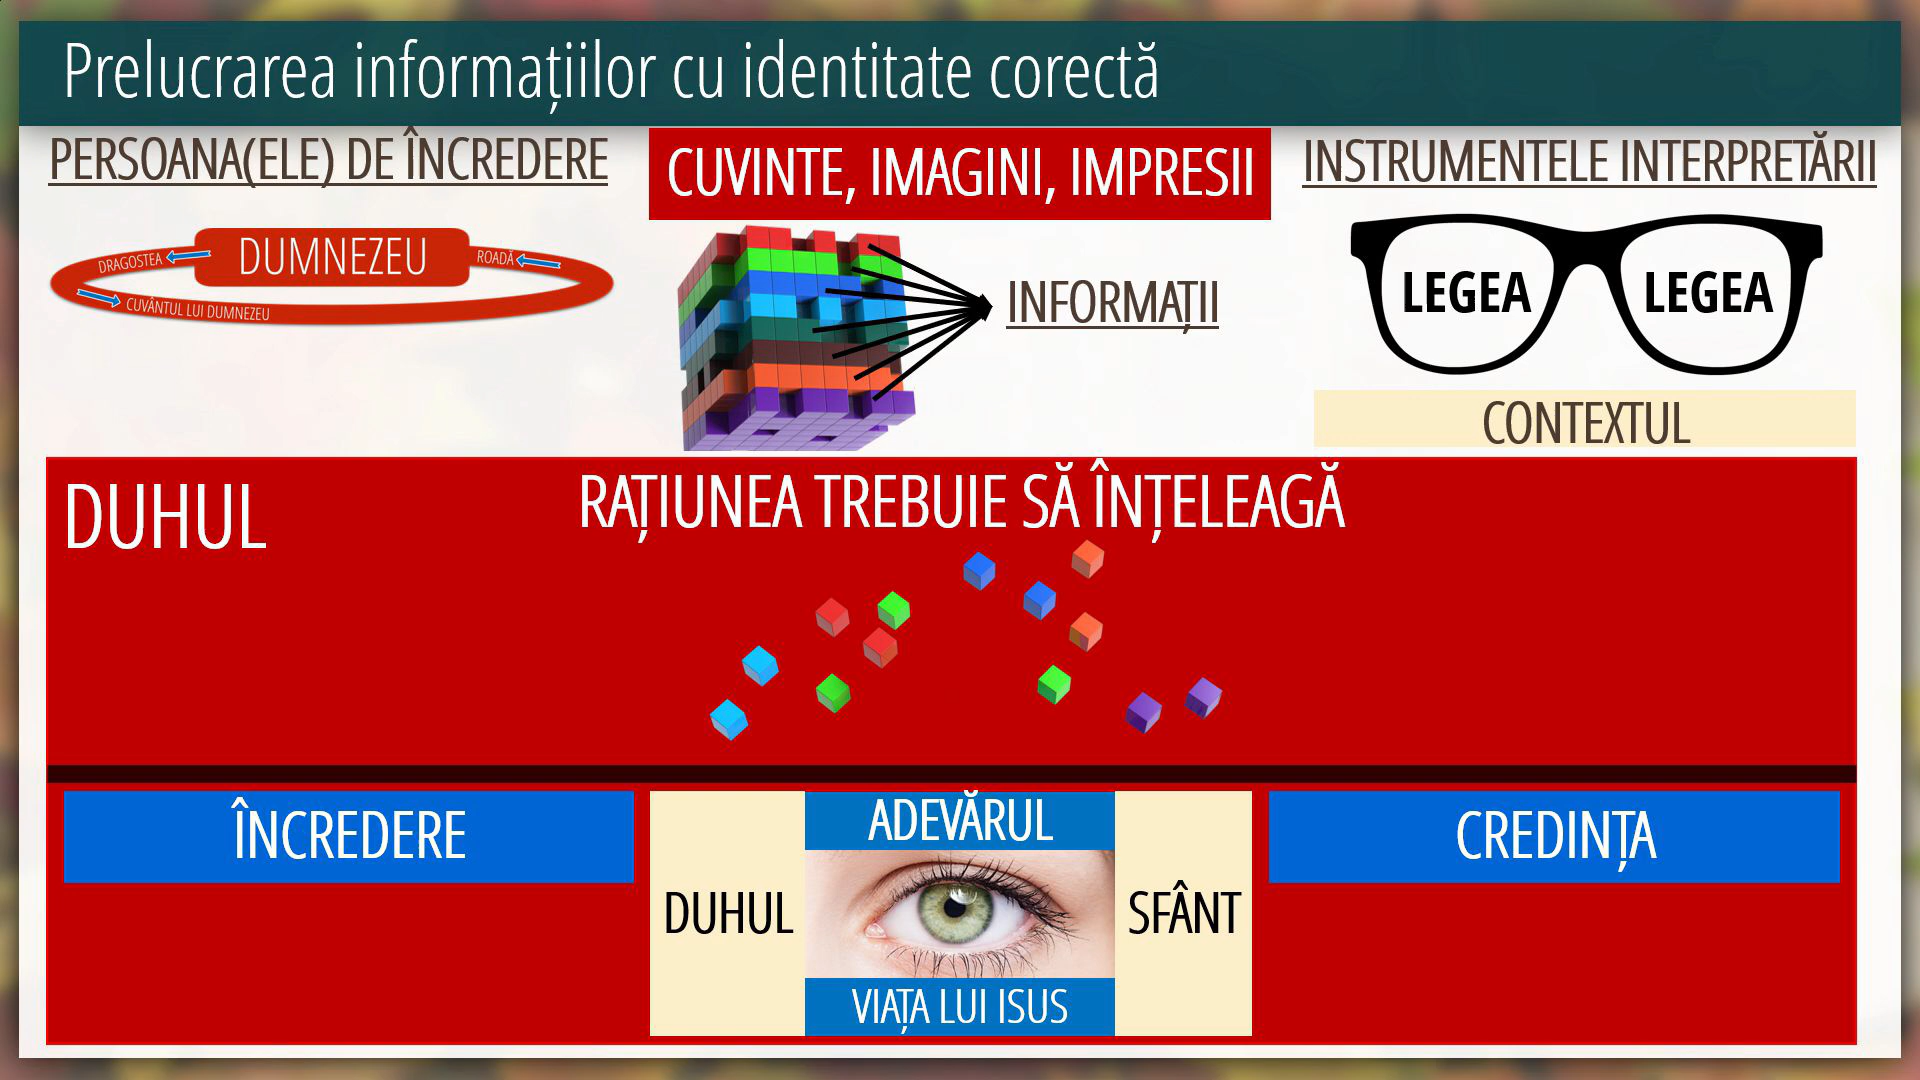 Prelucrarea informațiilor cu identitate corectă
PERSOANA(ELE) DE ÎNCREDERE
DUMNEZEU
DRAGOSTEA
ROADĂ
CUVÂNTUL LUI DUMNEZEU
CUVINTE, IMAGINI, IMPRESII
INFORMAȚII
INSTRUMENTELE INTERPRETĂRII
LEGEA LEGEA
CONTEXTUL
DUHUL
RAȚIUNEA TREBUIE SĂ ÎNȚELEAGĂ
ÎNCREDERE
ADEVĂRUL
DUHUL SFÂNT
VIAȚA LUI ISUS
CREDINȚA